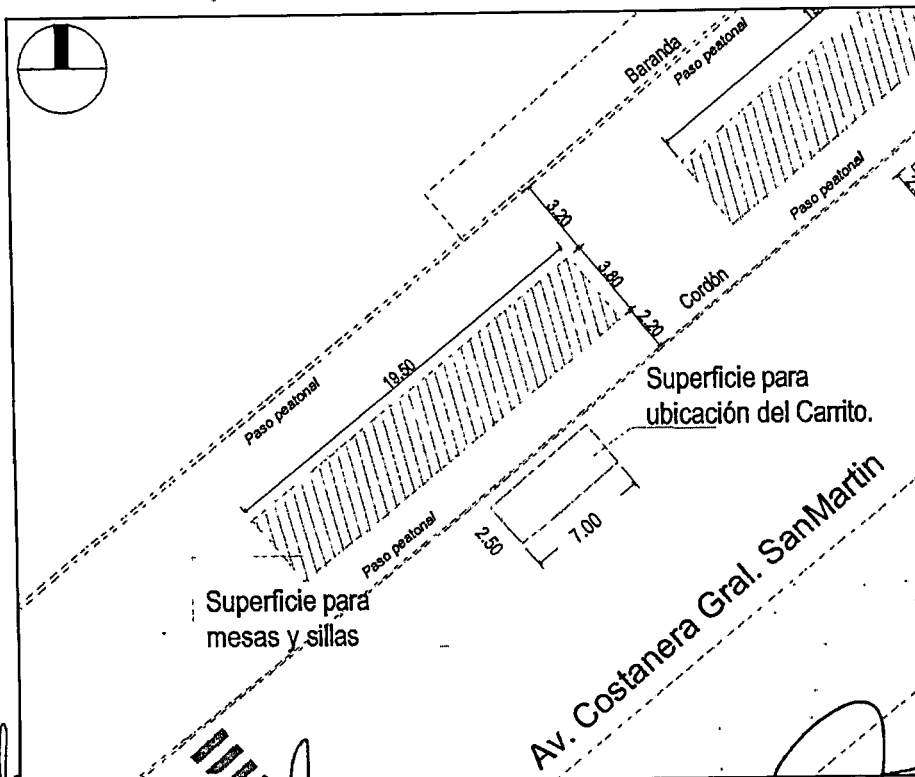 Baranda
Paso peatonal
Paso peatonal
3.20
3.80
2.20
Cordón
19.50
Paso peatonal
Superficie para
ubicación del Carrito.
Paso peatonal
2.50
7.00
Superficie para
mesas y sillas
Av. Costanera Gral. SanMartin